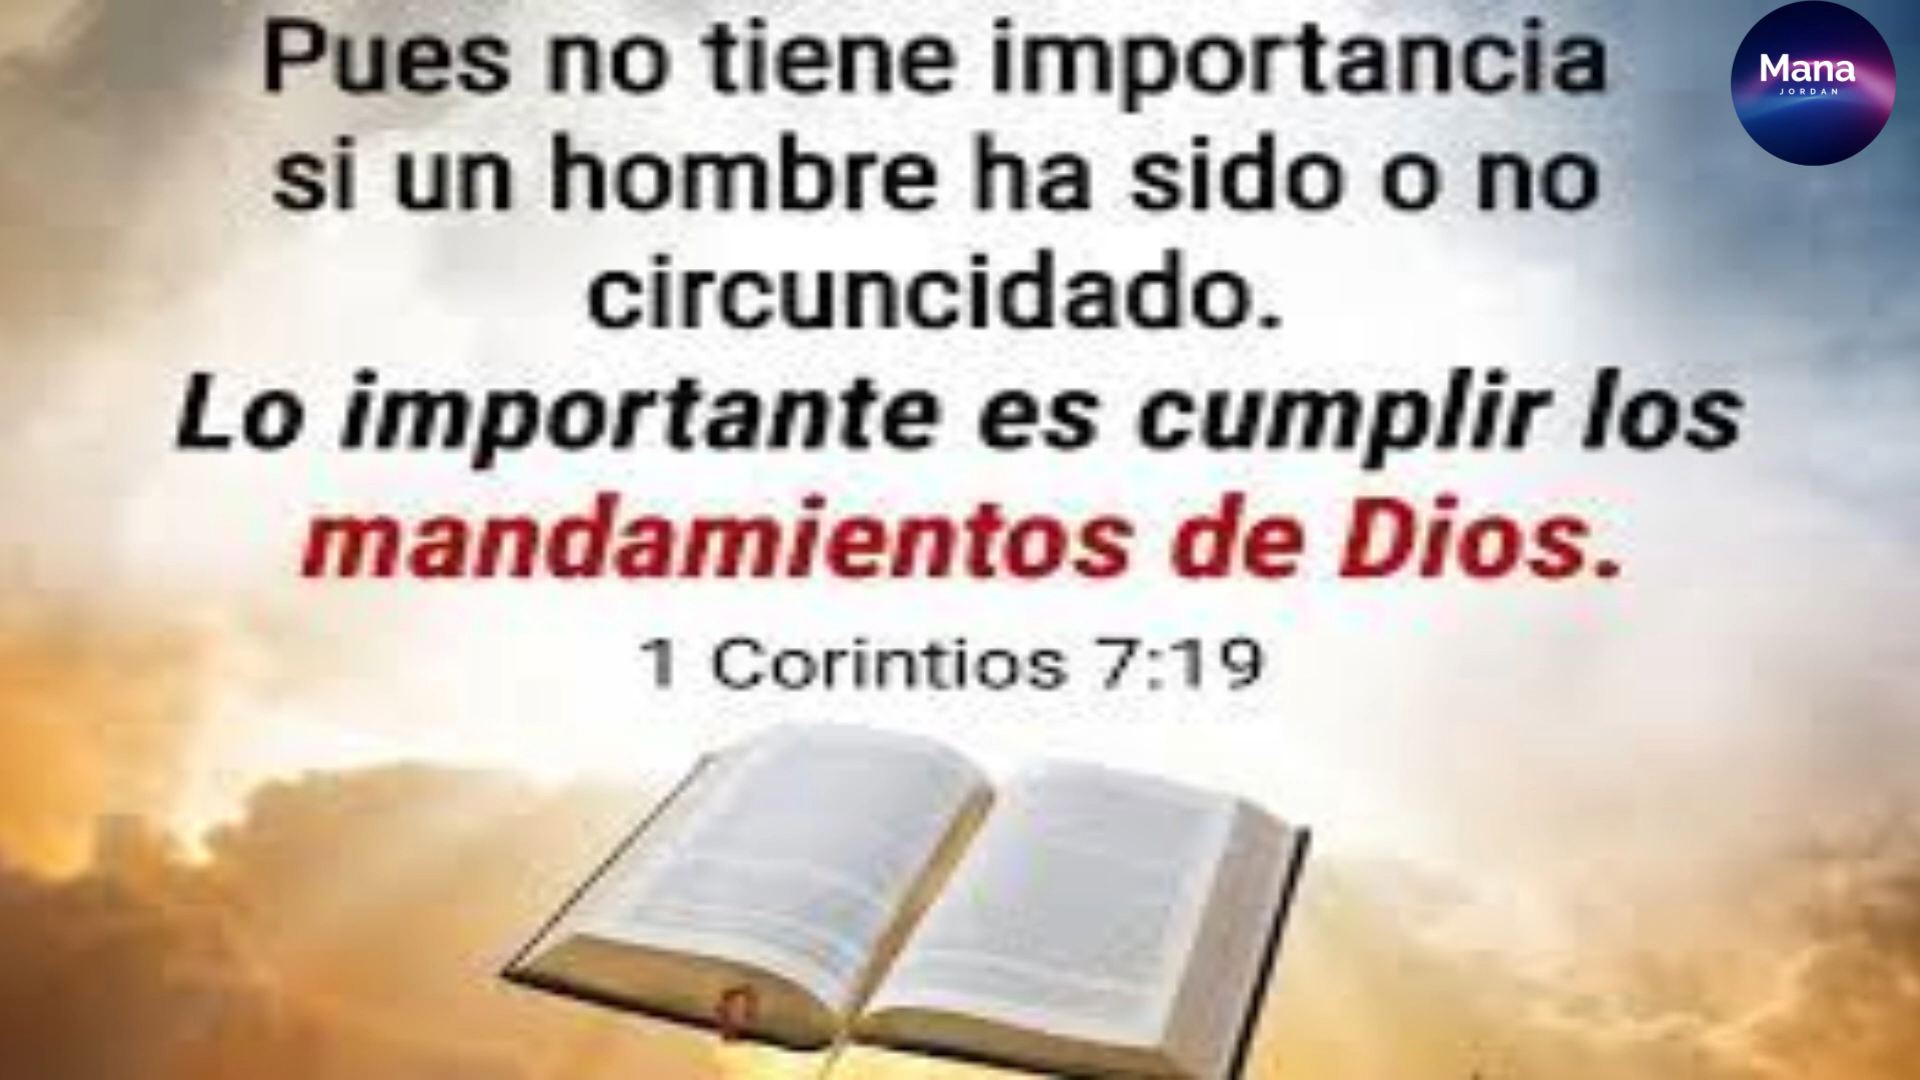 Pues no tiene importancia
si un hombre ha sido o no
circuncidado.
Lo importante es cumplir los
mandamientos de Dios.
1 Corintios 7:19
Mana
JORDAN